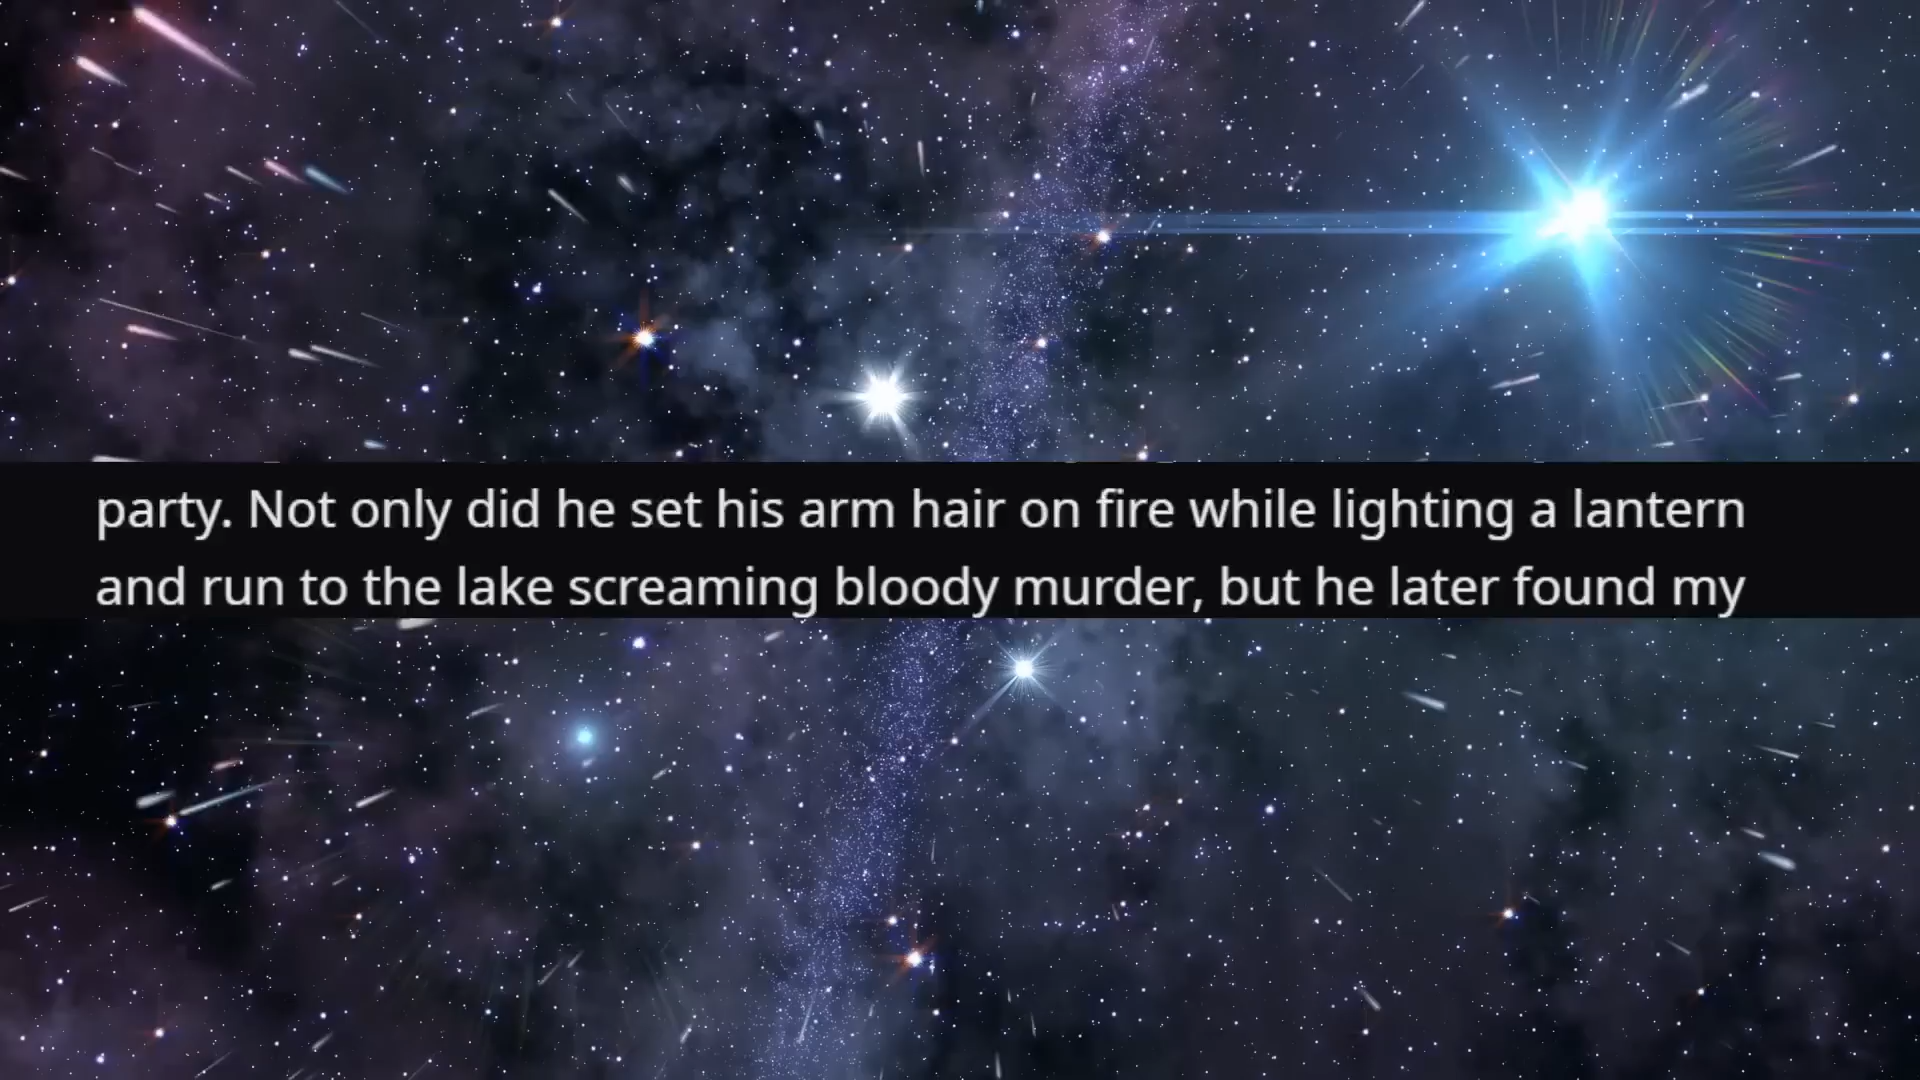 party. Not only did he set his arm hair on fire while lighting a lantern
and run to the lake screaming bloody murder, but he later found my